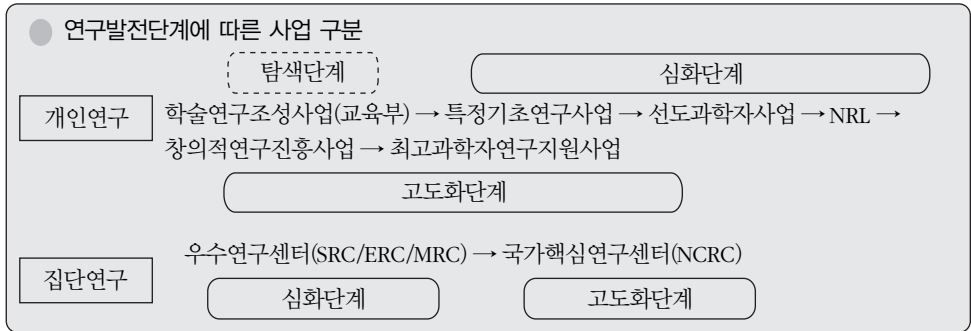 연구발전단계에 따른 사업 구분
탐색단계 심화단계
개인연구 학술연구조성사업(교육부) → 특정기초연구사업 → 선도과학자사업 → NRL →
창의적연구진흥사업 → 최고과학자연구지원사업
고도화단계
우수연구센터(SRC/ERC/MRC) → 국가핵심연구센터(NCRC)
집단연구
심화단계 고도화단계